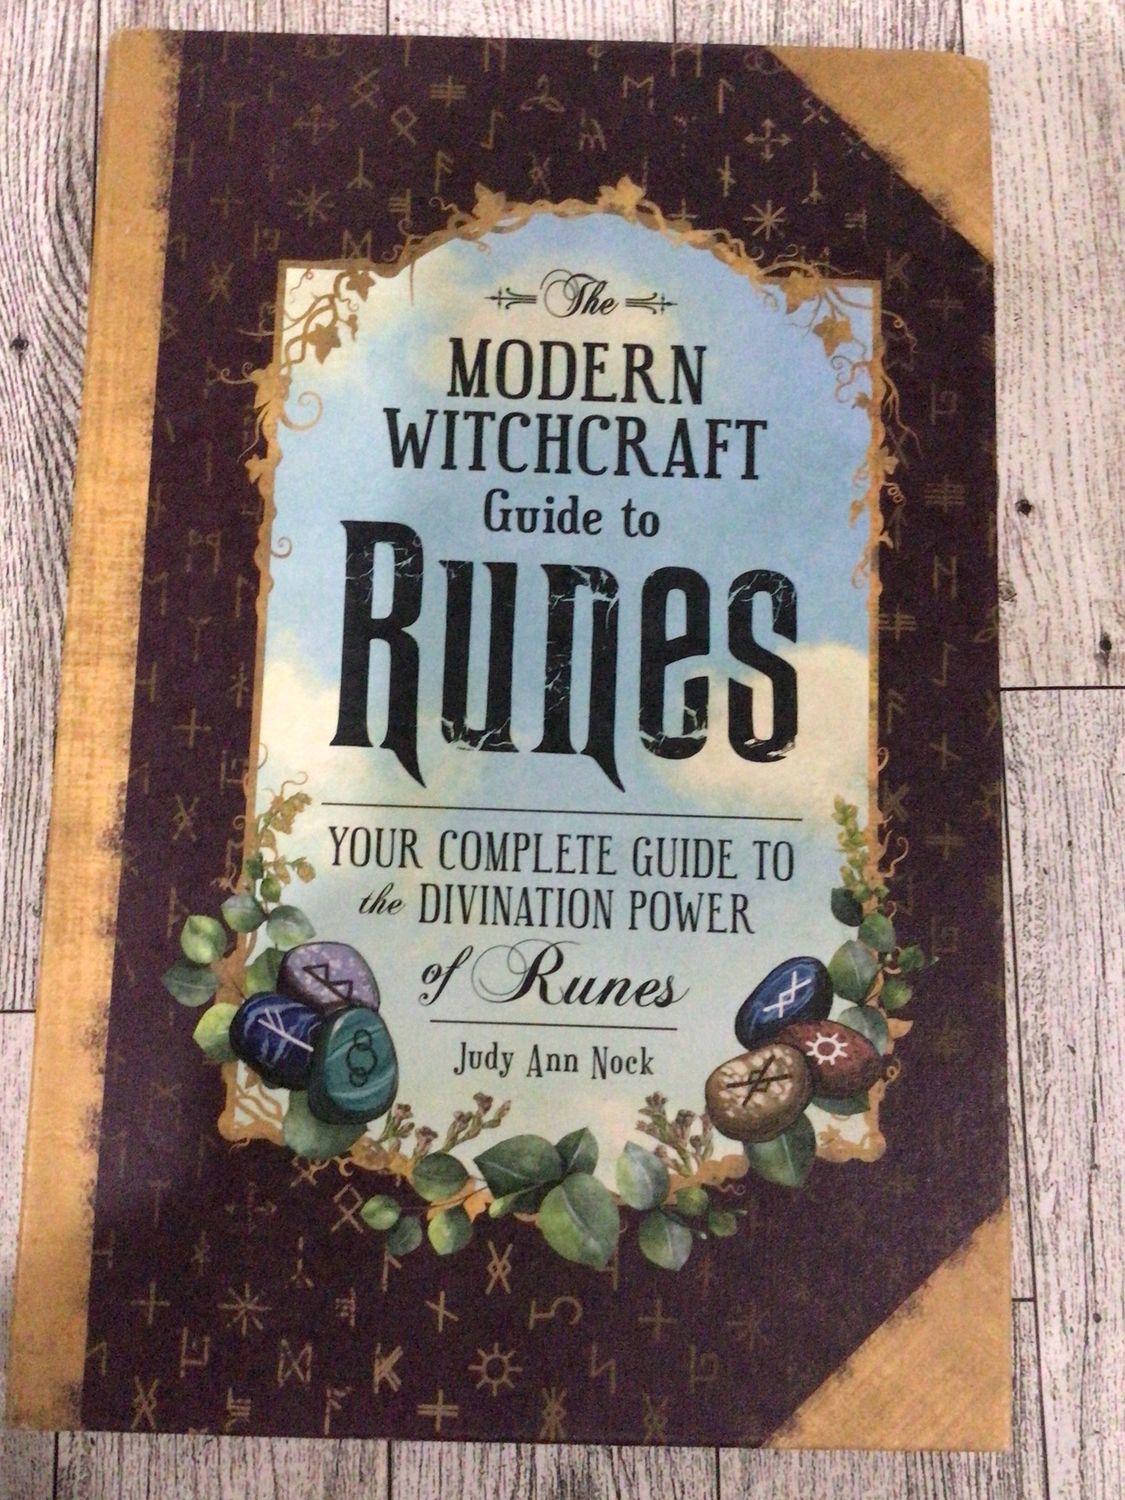 The
MODERN
WITCHCRAFT
Guide to
Runes
YOUR COMPLETE GUIDE TO
the DIVINATION POWER
of Runes
Judy Ann Nock